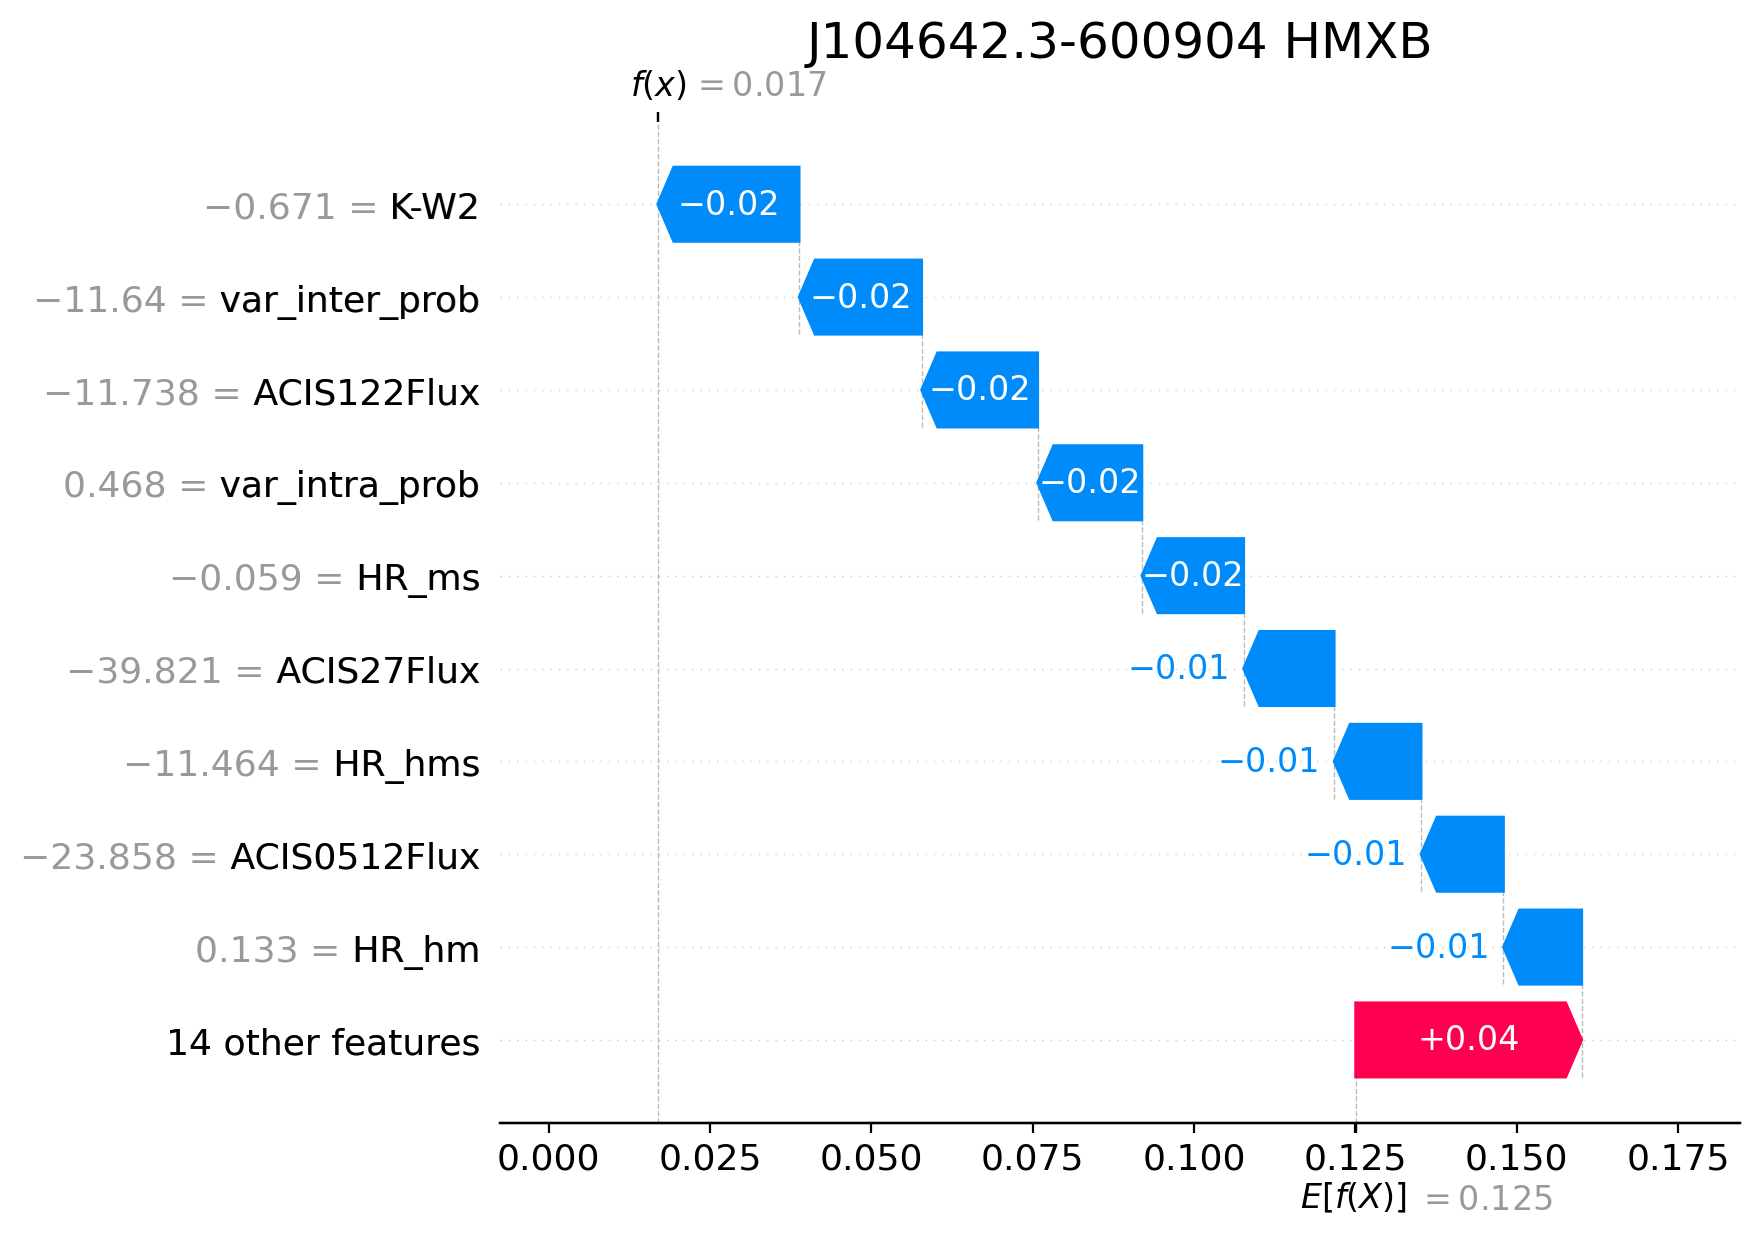 J104642.3-600904 HMXB
f(x) = 0.017
−0.671 = K-W2
−0.02
−11.64 = var_inter_prob
−0.02
−11.738 = ACIS122Flux
−0.02
0.468 = var_intra_prob
−0.02
−0.059 = HR_ms
−0.02
−39.821 = ACIS27Flux
−0.01
−11.464 = HR_hms
−0.01
−23.858 = ACIS0512Flux
−0.01
0.133 = HR_hm
−0.01
14 other features
+0.04
0.000 0.025 0.050 0.075 0.100 0.125 0.150 0.175
E[f(X)] = 0.125